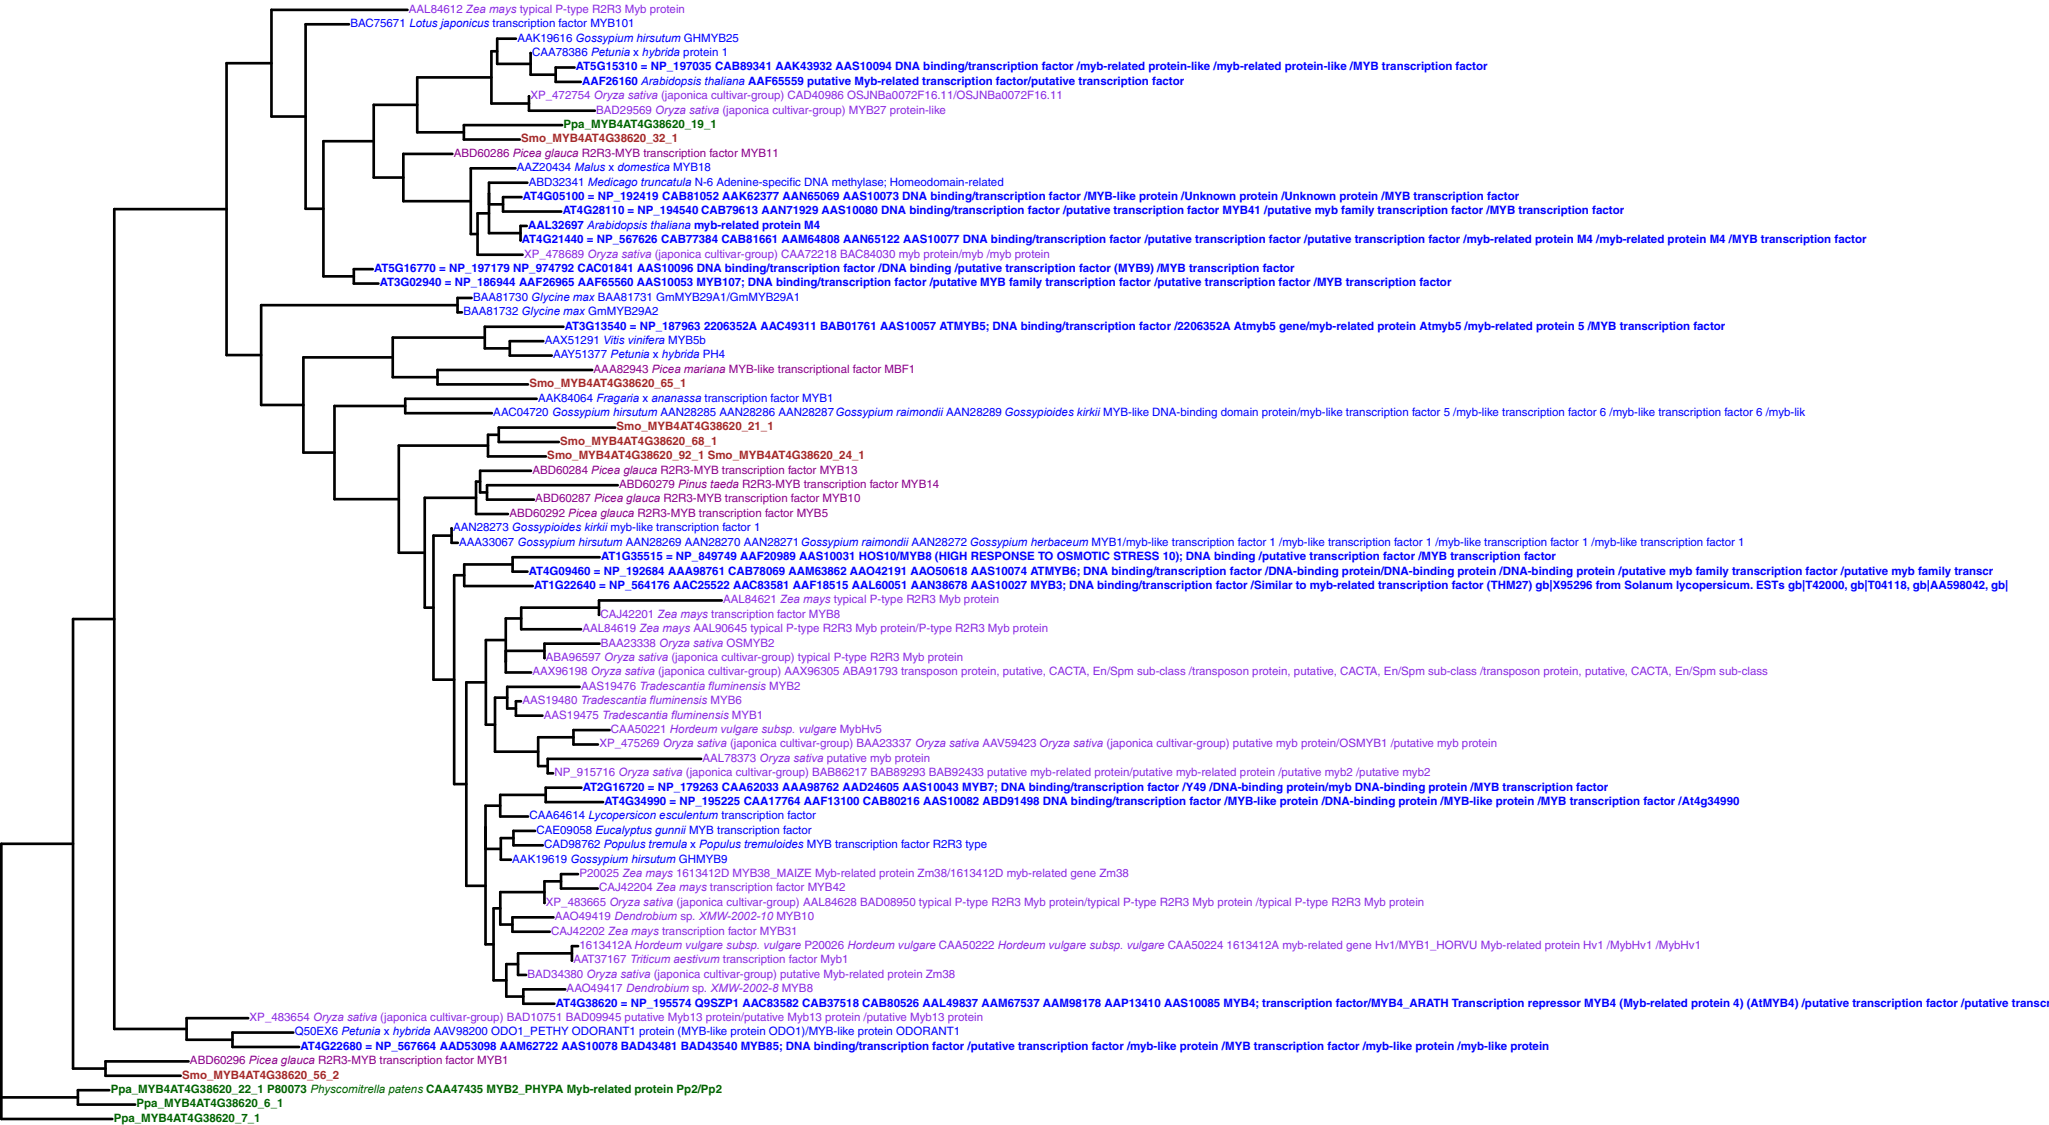 AAL84612 Zea mays typical P-type R2R3 Myb protein
BAC75671 Lotus japonicus transcription factor MYB101
AAK19616 Gossypium hirsutum GHMYB25
CAA78386 Petunia x hybrida protein 1
AT5G15310 = NP_197035 CAB89341 AAK43932 AAS10094 DNA binding/transcription factor /myb-related protein-like /myb-related protein-like /MYB transcription factor
AAF26160 Arabidopsis thaliana AAF65559 putative Myb-related transcription factor/putative transcription factor
XP_472754 Oryza sativa (japonica cultivar-group) CAD40986 OSJNBa0072F16.11/OSJNBa0072F16.11
BAD29569 Oryza sativa (japonica cultivar-group) MYB27 protein-like
Ppa_MYB4AT4G38620_19_1
Smo_MYB4AT4G38620_32_1
ABD60286 Picea glauca R2R3-MYB transcription factor MYB11
AAZ20434 Malus x domestica MYB18
ABD32341 Medicago truncatula N-6 Adenine-specific DNA methylase; Homeodomain-related
AT4G05100 = NP_192419 CAB81052 AAK62377 AAN65069 AAS10073 DNA binding/transcription factor /MYB-like protein /Unknown protein /Unknown protein /MYB transcription factor
AT4G28110 = NP_194540 CAB79613 AAN71929 AAS10080 DNA binding/transcription factor /putative transcription factor MYB41 /putative myb family transcription factor /MYB transcription factor
AAL32697 Arabidopsis thaliana myb-related protein M4
AT4G21440 = NP_567626 CAB77384 CAB81661 AAM64808 AAN65122 AAS10077 DNA binding/transcription factor /putative transcription factor /putative transcription factor /myb-related protein M4 /myb-related protein M4 /MYB transcription factor
XP_478689 Oryza sativa (japonica cultivar-group) CAA72218 BAC84030 myb protein/myb /myb protein
AT5G16770 = NP_197179 NP_974792 CAC01841 AAS10096 DNA binding/transcription factor /DNA binding /putative transcription factor (MYB9) /MYB transcription factor
AT3G02940 = NP_186944 AAF26965 AAF65560 AAS10053 MYB107; DNA binding/transcription factor /putative MYB family transcription factor /putative transcription factor /MYB transcription factor
BAA81730 Glycine max BAA81731 GmMYB29A1/GmMYB29A1
BAA81732 Glycine max GmMYB29A2
AT3G13540 = NP_187963 2206352A AAC49311 BAB01761 AAS10057 ATMYB5; DNA binding/transcription factor /2206352A Atmyb5 gene/myb-related protein Atmyb5 /myb-related protein 5 /MYB transcription factor
AAX51291 Vitis vinifera MYB5b
AAY51377 Petunia x hybrida PH4
AAA82943 Picea mariana MYB-like transcriptional factor MBF1
Smo_MYB4AT4G38620_65_1
AAK84064 Fragaria x ananassa transcription factor MYB1
AAC04720 Gossypium hirsutum AAN28285 AAN28286 AAN28287 Gossypium raimondii AAN28289 Gossypioides kirkii MYB-like DNA-binding domain protein/myb-like transcription factor 5 /myb-like transcription factor 6 /myb-like transcription factor 6 /myb-lik
Smo_MYB4AT4G38620_21_1
Smo_MYB4AT4G38620_68_1
Smo_MYB4AT4G38620_92_1 Smo_MYB4AT4G38620_24_1
ABD60284 Picea glauca R2R3-MYB transcription factor MYB13
ABD60279 Pinus taeda R2R3-MYB transcription factor MYB14
ABD60287 Picea glauca R2R3-MYB transcription factor MYB10
ABD60292 Picea glauca R2R3-MYB transcription factor MYB5
AAN28273 Gossypioides kirkii myb-like transcription factor 1
AAA33067 Gossypium hirsutum AAN28269 AAN28270 AAN28271 Gossypium raimondii AAN28272 Gossypium herbaceum MYB1/myb-like transcription factor 1 /myb-like transcription factor 1 /myb-like transcription factor 1 /myb-like transcription factor 1
AT1G35515 = NP_849749 AAF20989 AAS10031 HOS10/MYB8 (HIGH RESPONSE TO OSMOTIC STRESS 10); DNA binding /putative transcription factor /MYB transcription factor
AT4G09460 = NP_192684 AAA98761 CAB78069 AAM63862 AAO42191 AAO50618 AAS10074 ATMYB6; DNA binding/transcription factor /DNA-binding protein/DNA-binding protein /DNA-binding protein /putative myb family transcription factor /putative myb family transcr
AT1G22640 = NP_564176 AAC25522 AAC83581 AAF18515 AAL60051 AAN38678 AAS10027 MYB3; DNA binding/transcription factor /Similar to myb-related transcription factor (THM27) gb|X95296 from Solanum lycopersicum. ESTs gb|T42000, gb|T04118, gb|AA598042, gb|
AAL84621 Zea mays typical P-type R2R3 Myb protein
CAJ42201 Zea mays transcription factor MYB8
AAL84619 Zea mays AAL90645 typical P-type R2R3 Myb protein/P-type R2R3 Myb protein
BAA23338 Oryza sativa OSMYB2
ABA96597 Oryza sativa (japonica cultivar-group) typical P-type R2R3 Myb protein
AAX96198 Oryza sativa (japonica cultivar-group) AAX96305 ABA91793 transposon protein, putative, CACTA, En/Spm sub-class /transposon protein, putative, CACTA, En/Spm sub-class /transposon protein, putative, CACTA, En/Spm sub-class
AAS19476 Tradescantia fluminensis MYB2
AAS19480 Tradescantia fluminensis MYB6
AAS19475 Tradescantia fluminensis MYB1
CAA50221 Hordeum vulgare subsp. vulgare MybHv5
XP_475269 Oryza sativa (japonica cultivar-group) BAA23337 Oryza sativa AAV59423 Oryza sativa (japonica cultivar-group) putative myb protein/OSMYB1 /putative myb protein
AAL78373 Oryza sativa putative myb protein
NP_915716 Oryza sativa (japonica cultivar-group) BAB86217 BAB89293 BAB92433 putative myb-related protein/putative myb-related protein /putative myb2 /putative myb2
AT2G16720 = NP_179263 CAA62033 AAA98762 AAD24605 AAS10043 MYB7; DNA binding/transcription factor /Y49 /DNA-binding protein/myb DNA-binding protein /MYB transcription factor
AT4G34990 = NP_195225 CAA17764 AAF13100 CAB80216 AAS10082 ABD91498 DNA binding/transcription factor /MYB-like protein /DNA-binding protein /MYB-like protein /MYB transcription factor /At4g34990
CAA64614 Lycopersicon esculentum transcription factor
CAE09058 Eucalyptus gunnii MYB transcription factor
CAD98762 Populus tremula x Populus tremuloides MYB transcription factor R2R3 type
AAK19619 Gossypium hirsutum GHMYB9
P20025 Zea mays 1613412D MYB38_MAIZE Myb-related protein Zm38/1613412D myb-related gene Zm38
CAJ42204 Zea mays transcription factor MYB42
XP_483665 Oryza sativa (japonica cultivar-group) AAL84628 BAD08950 typical P-type R2R3 Myb protein/typical P-type R2R3 Myb protein /typical P-type R2R3 Myb protein
AAO49419 Dendrobium sp. XMW-2002-10 MYB10
CAJ42202 Zea mays transcription factor MYB31
1613412A Hordeum vulgare subsp. vulgare P20026 Hordeum vulgare CAA50222 Hordeum vulgare subsp. vulgare CAA50224 1613412A myb-related gene Hv1/MYB1_HORVU Myb-related protein Hv1 /MybHv1 /MybHv1
AAT37167 Triticum aestivum transcription factor Myb1
BAD34380 Oryza sativa (japonica cultivar-group) putative Myb-related protein Zm38
AAO49417 Dendrobium sp. XMW-2002-8 MYB8
AT4G38620 = NP_195574 Q9SZP1 AAC83582 CAB37518 CAB80526 AAL49837 AAM67537 AAM98178 AAP13410 AAS10085 MYB4; transcription factor/MYB4_ARATH Transcription repressor MYB4 (Myb-related protein 4) (AtMYB4) /putative transcription factor /putative transc
XP_483654 Oryza sativa (japonica cultivar-group) BAD10751 BAD09945 putative Myb13 protein/putative Myb13 protein /putative Myb13 protein
Q50EX6 Petunia x hybrida AAV98200 ODO1_PETHY ODORANT1 protein (MYB-like protein ODO1)/MYB-like protein ODORANT1
AT4G22680 = NP_567664 AAD53098 AAM62722 AAS10078 BAD43481 BAD43540 MYB85; DNA binding/transcription factor /putative transcription factor /myb-like protein /MYB transcription factor /myb-like protein /myb-like protein
ABD60296 Picea glauca R2R3-MYB transcription factor MYB1
Smo_MYB4AT4G38620_56_2
Ppa_MYB4AT4G38620_22_1 P80073 Physcomitrella patens CAA47435 MYB2_PHYPA Myb-related protein Pp2/Pp2
Ppa_MYB4AT4G38620_6_1
Ppa_MYB4AT4G38620_7_1